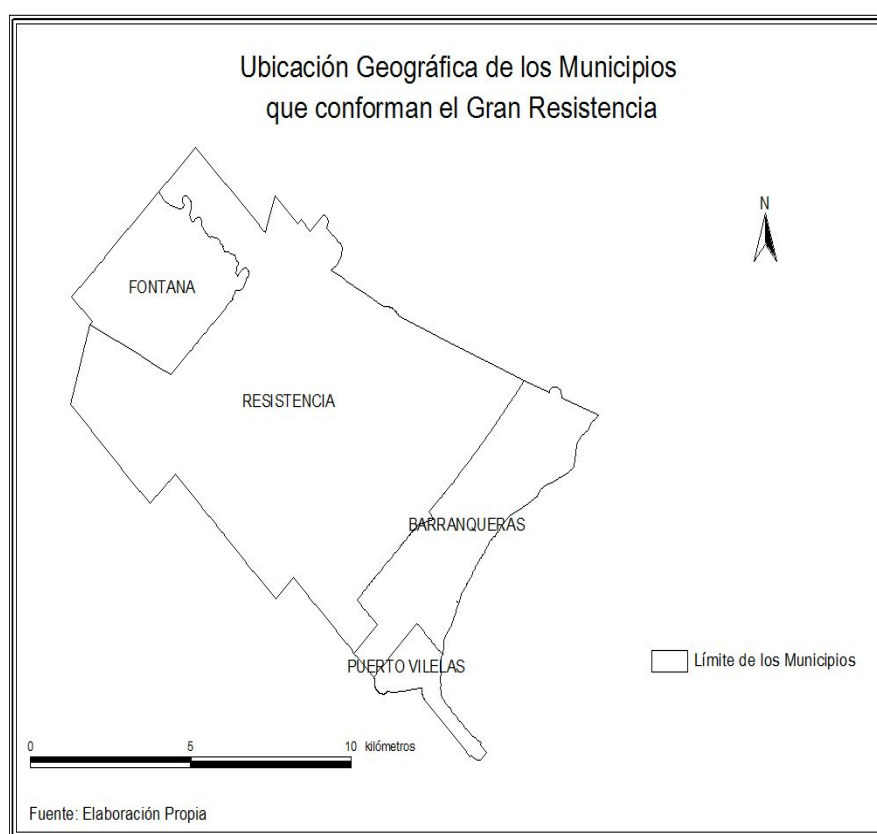 Ubicación Geográfica de los Municipios
que conforman el Gran Resistencia
N
FONTANA
RESISTENCIA
BARRANQUERAS
PUERTO VILELAS
Límite de los Municipios
0 5 10 kilómetros
Fuente: Elaboración Propia